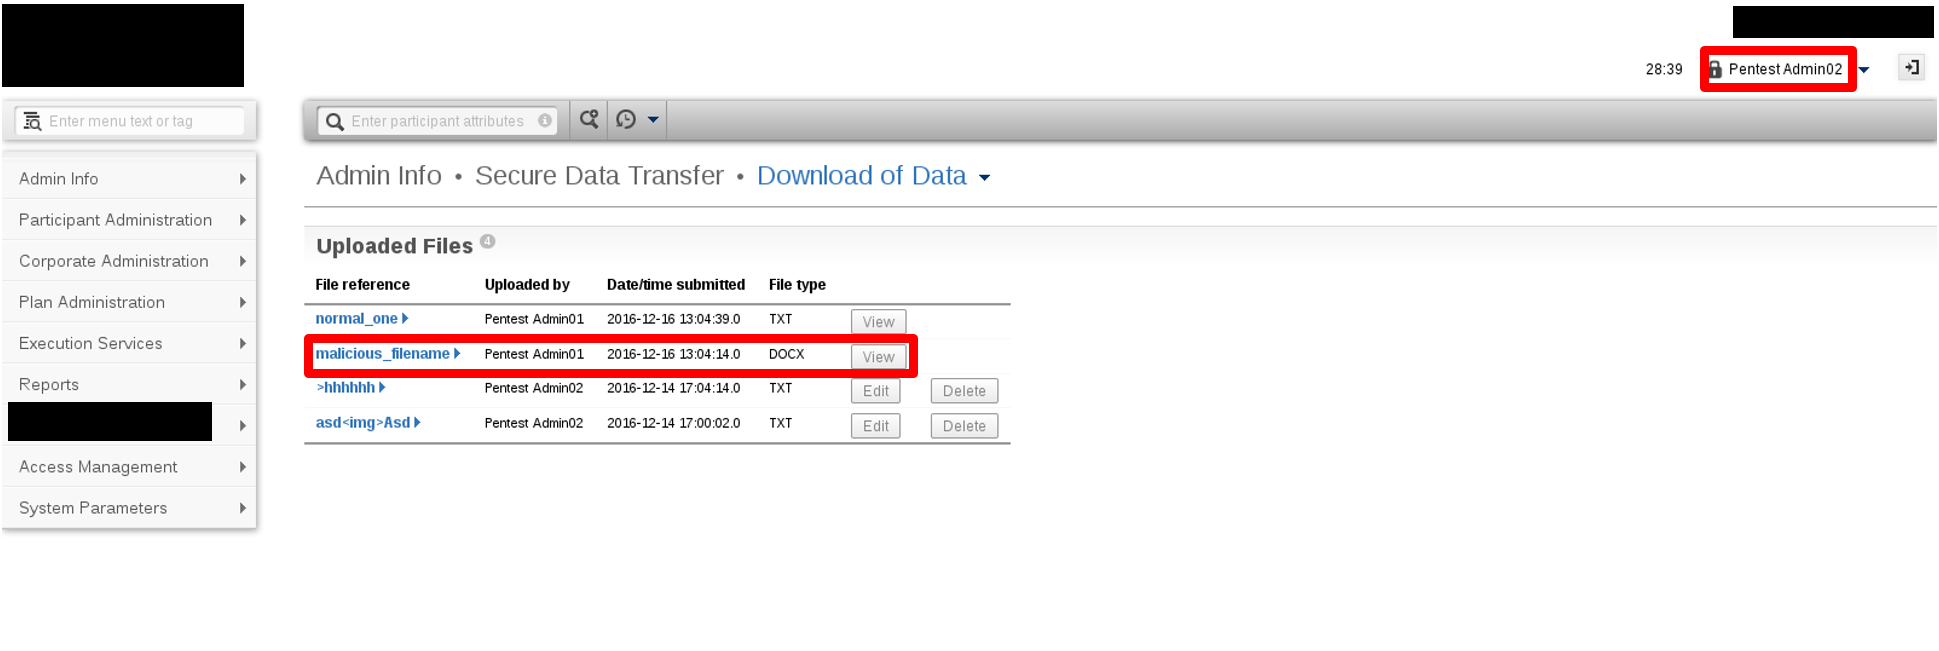 28:39 Pentest Admin02
Enter menu text or tag
Enter participant attributes
Admin Info
Participant Administration
Corporate Administration
Plan Administration
Execution Services
Reports
Access Management
System Parameters
Admin Info • Secure Data Transfer • Download of Data
Uploaded Files 4
File reference Uploaded by Date/time submitted File type
normal_one Pentest Admin01 2016-12-16 13:04:39.0 TXT View
malicious_filename Pentest Admin01 2016-12-16 13:04:14.0 DOCX View
>hhhhhh Pentest Admin02 2016-12-14 17:04:14.0 TXT Edit Delete
asd<img>Asd Pentest Admin02 2016-12-14 17:00:02.0 TXT Edit Delete